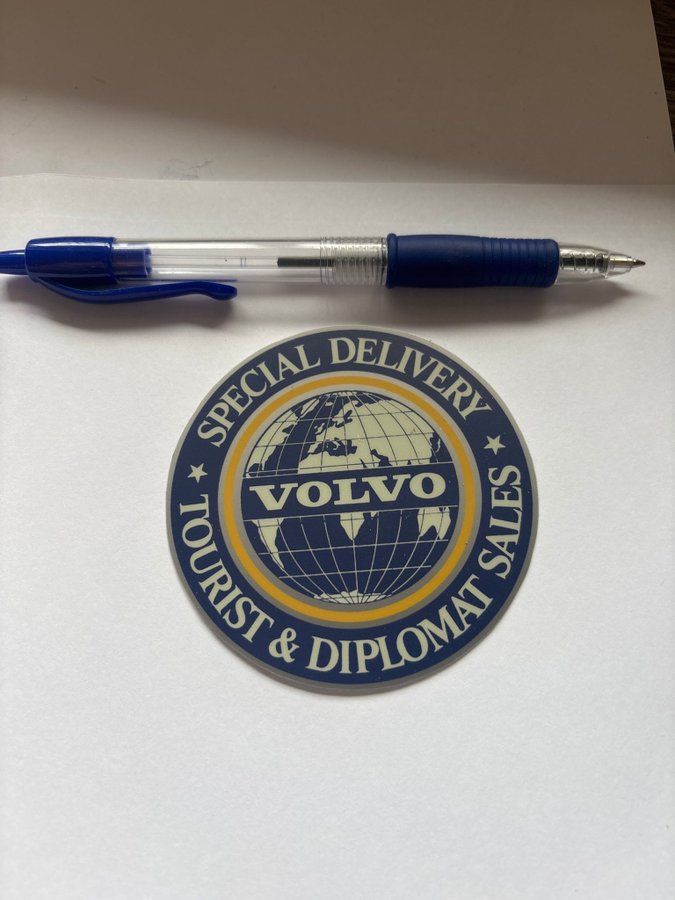 SPECIAL DELIVERY
VOLVO
★ TOURIST & DIPLOMAT SALES ★